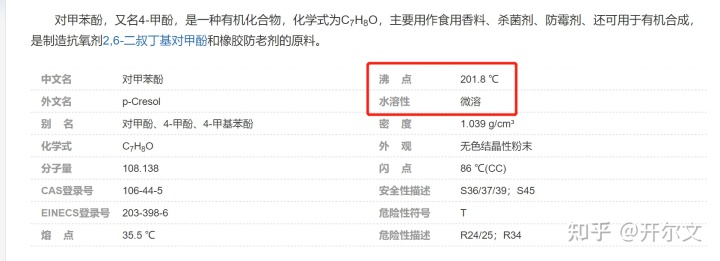 对甲苯酚，又名4-甲酚，是一种有机化合物，化学式为C₇H₈O，主要用作食用香料、杀菌剂、防霉剂、还可用于有机合成，
是制造抗氧剂2,6-二叔丁基对甲酚和橡胶防老剂的原料。
中文名 对甲苯酚 沸 点 201.8 ℃
外文名 p-Cresol 水溶性 微溶
别 名 对甲酚、4-甲酚、4-甲基苯酚 密 度 1.039 g/cm³
化学式 C₇H₈O 外 观 无色结晶性粉末
分子量 108.138 闪 点 86 ℃(CC)
CAS登录号 106-44-5 安全性描述 S36/37/39；S45
EINECS登录号 203-398-6 危险性符号 T
熔 点 35.5 ℃ 危险性描述 R24/25；R34
知乎 @开尔文